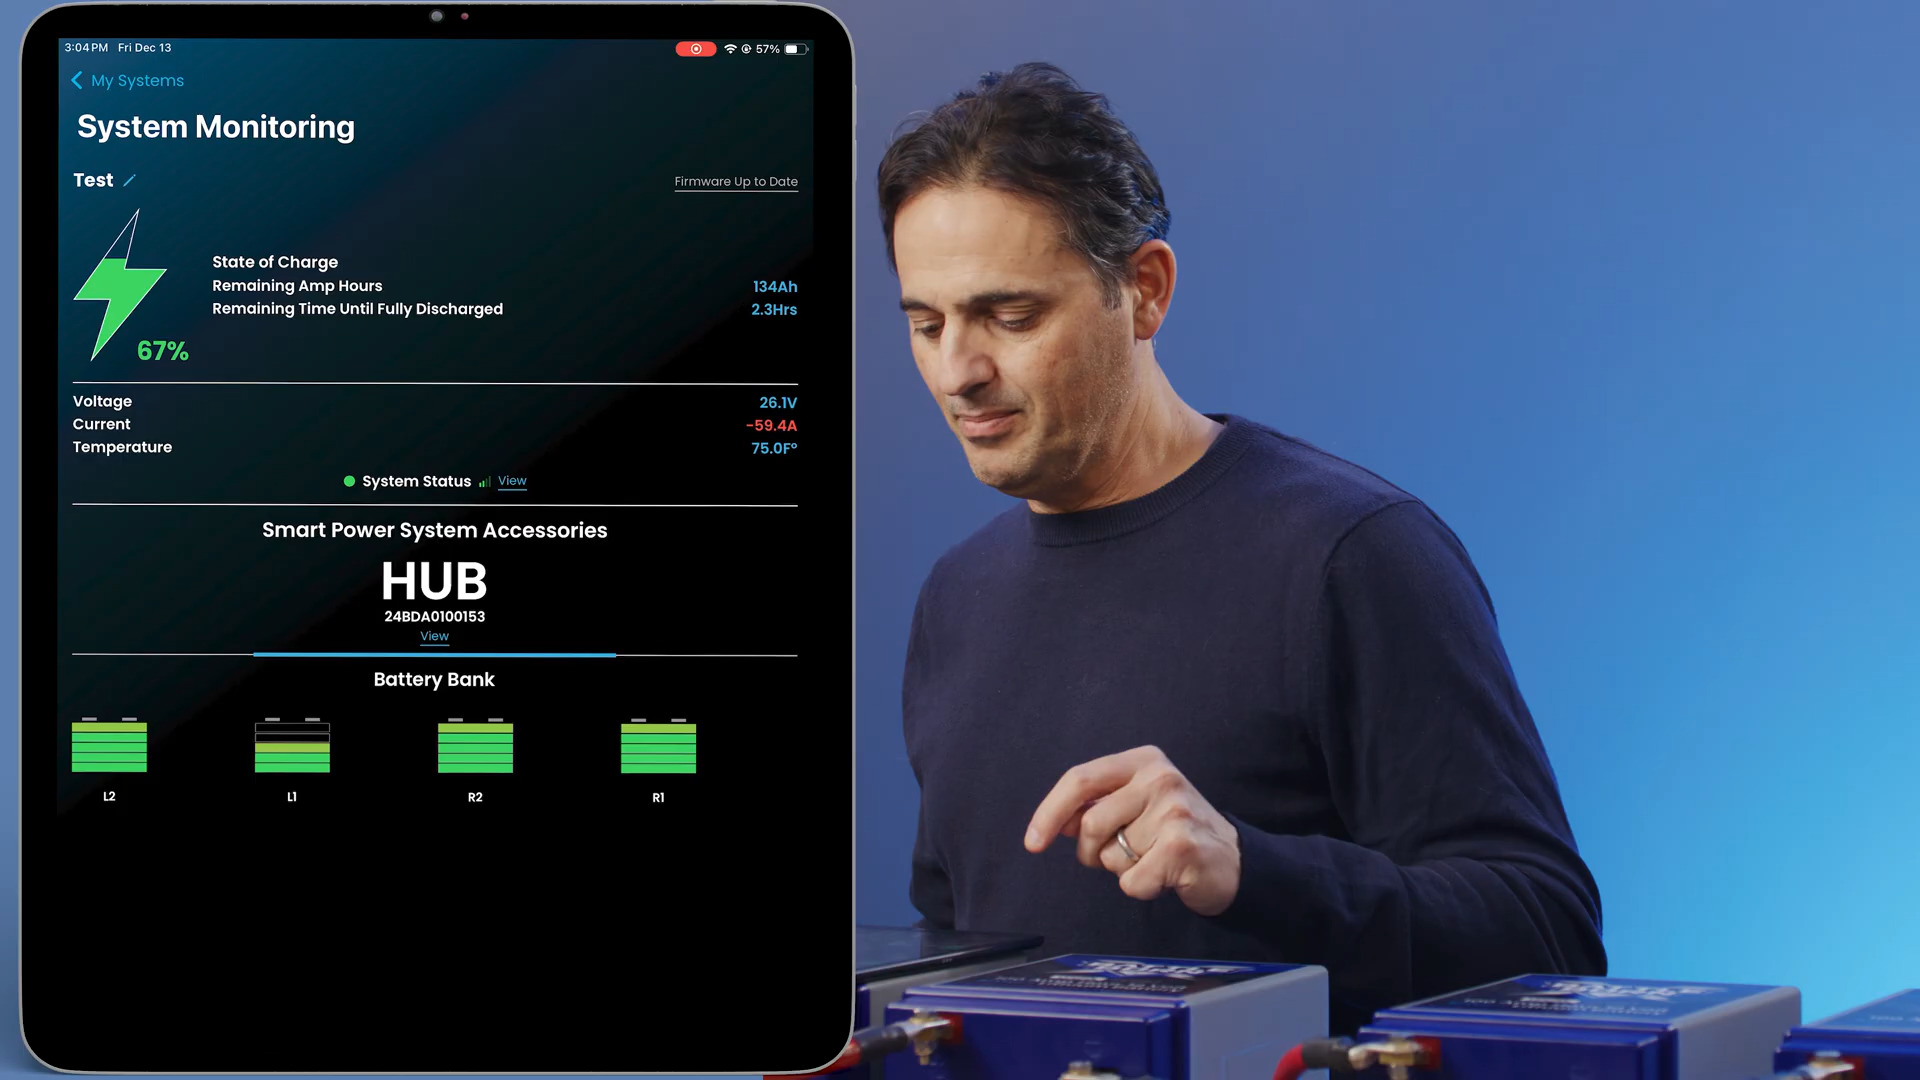 3:04 PM Fri Dec 13
57%
My Systems
System Monitoring
Test
Firmware Up to Date
State of Charge
Remaining Amp Hours 134Ah
Remaining Time Until Fully Discharged 2.3Hrs
67%
Voltage 26.1V
Current -59.4A
Temperature 75.0F°
System Status View
Smart Power System Accessories
HUB
24BDA0100153
View
Battery Bank
L2 L1 R2 R1